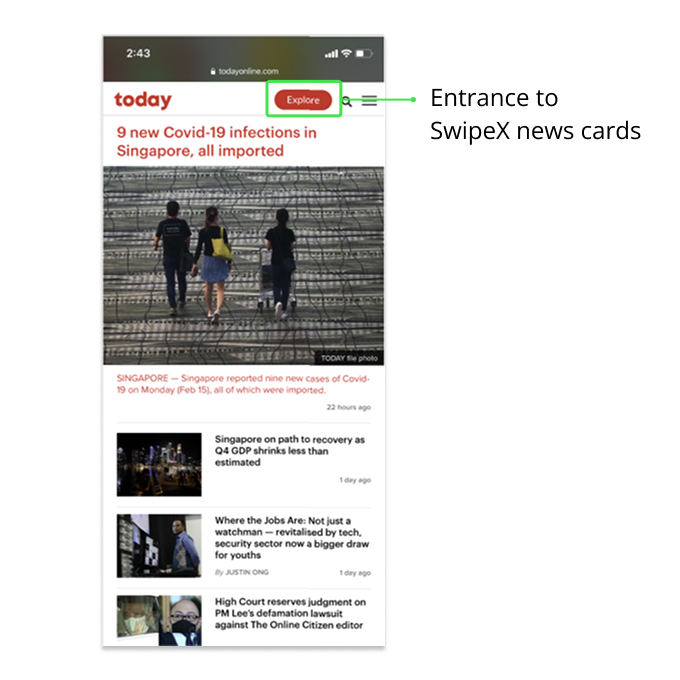 2:43
todayonline.com
today
Explore
Entrance to
SwipeX news cards
9 new Covid-19 infections in
Singapore, all imported
TODAY file photo
SINGAPORE — Singapore reported nine new cases of Covid-
19 on Monday (Feb 15), all of which were imported.
22 hours ago
Singapore on path to recovery as
Q4 GDP shrinks less than
estimated
1 day ago
Where the Jobs Are: Not just a
watchman — revitalised by tech,
security sector now a bigger draw
for youths
By JUSTIN ONG
1 day ago
High Court reserves judgment on
PM Lee's defamation lawsuit
against The Online Citizen editor